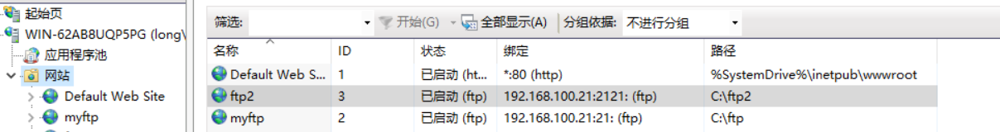 起始页
WIN-62AB8UQP5PG (long\
应用程序池
网站
Default Web Site
myftp
筛选: 开始(G) 全部显示(A) 分组依据: 不进行分组
名称 ID 状态 绑定 路径
Default Web S... 1 已启动 (ht... *:80 (http) %SystemDrive%\inetpub\wwwroot
ftp2 3 已启动 (ftp) 192.168.100.21:2121: (ftp) C:\ftp2
myftp 2 已启动 (ftp) 192.168.100.21:21: (ftp) C:\ftp